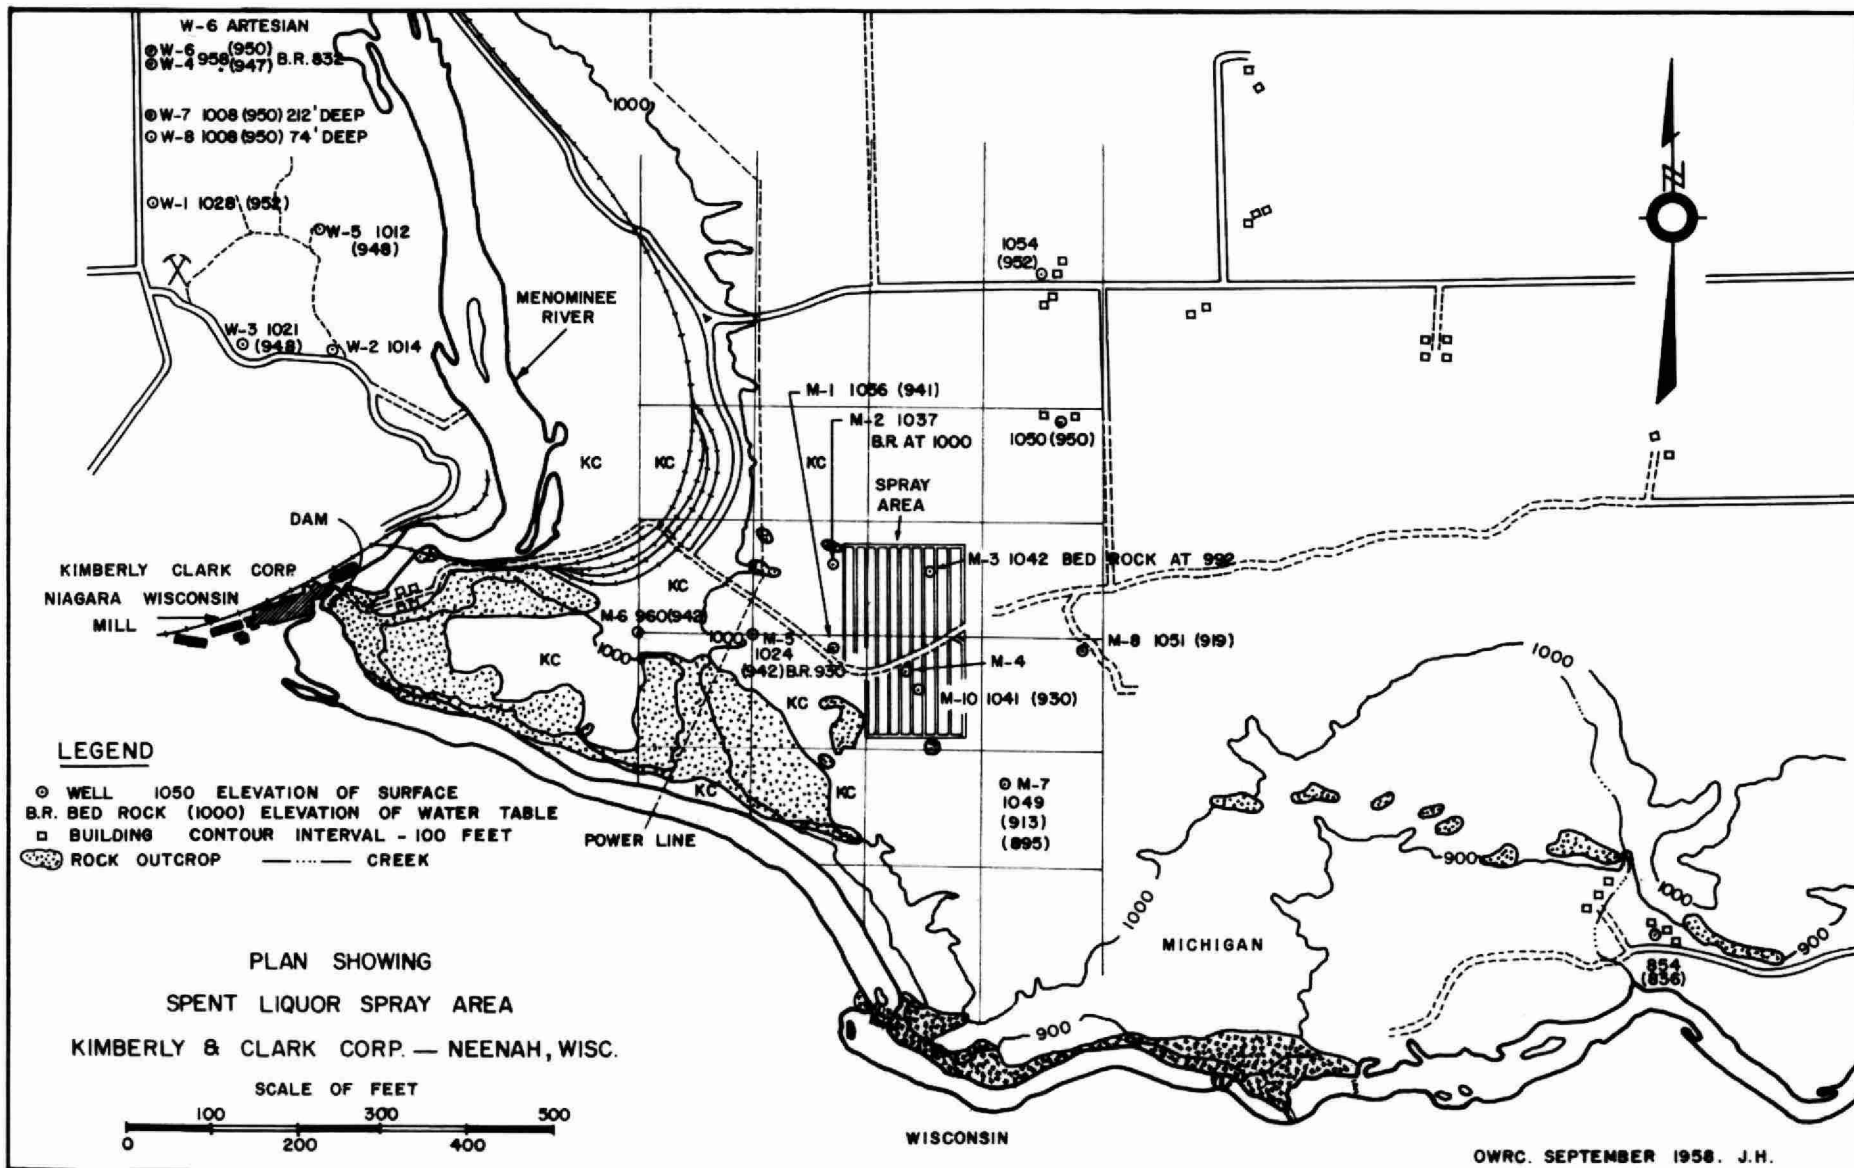 W-6 ARTESIAN
W-6 (950)
W-4 958 (947) B.R. 832
W-7 1008 (950) 212' DEEP
W-8 1008 (950) 74' DEEP
W-1 1028 (952)
W-5 1012
(948)
W-3 1021
(948)
W-2 1014
MENOMINEE
RIVER
1000
N
1054
(952)
M-1 1056 (941)
M-2 1037
B.R. AT 1000
1050 (950)
KC
KC
KC
SPRAY
AREA
DAM
M-3 1042 BED ROCK AT 992
KIMBERLY CLARK CORP.
NIAGARA WISCONSIN
MILL
KC
M-6 960 (942)
1000
M-5
1024
(942) B.R. 930
M-8 1051 (919)
M-4
M-10 1041 (930)
KC
1000
KC
1000
KC
KC
M-7
1049
(913)
(895)
POWER LINE
LEGEND
WELL 1050 ELEVATION OF SURFACE
B.R. BED ROCK (1000) ELEVATION OF WATER TABLE
BUILDING CONTOUR INTERVAL - 100 FEET
ROCK OUTCROP CREEK
900
1000
1000
900
MICHIGAN
854
(836)
900
PLAN SHOWING
SPENT LIQUOR SPRAY AREA
KIMBERLY & CLARK CORP. — NEENAH, WISC.
SCALE OF FEET
100 300 500
0 200 400
WISCONSIN
OWRC. SEPTEMBER 1958. J.H.